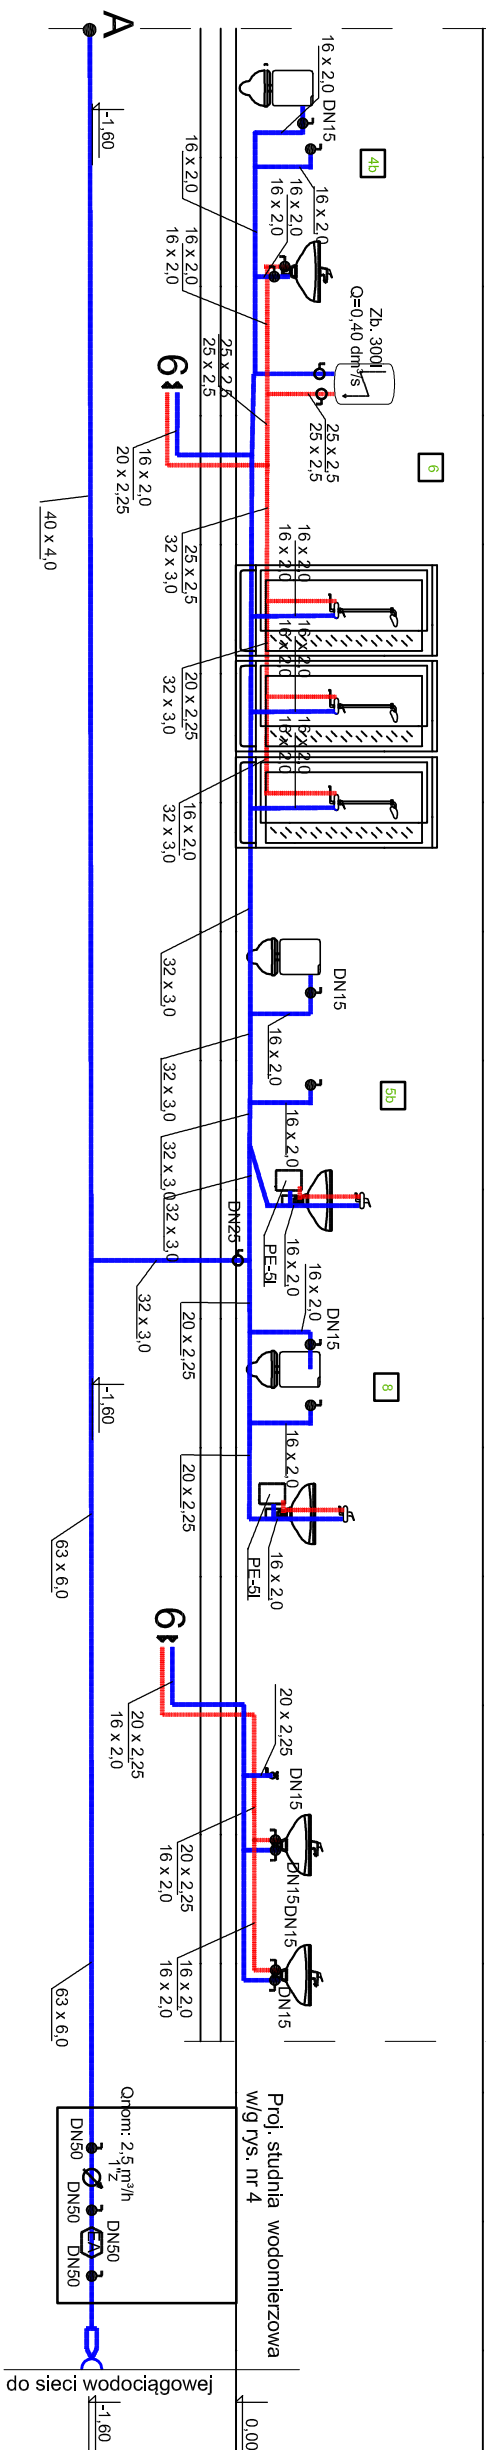 A
-1,60
16 x 2,0
DN15
4b
16 x 2,0
16 x 2,0
16 x 2,0
16 x 2,0
16 x 2,0
16 x 2,0
Zb. 300l
Q=0,40 dm³/s
25 x 2,5
25 x 2,5
25 x 2,5
25 x 2,5
6
6
16 x 2,0
20 x 2,25
40 x 4,0
25 x 2,5
32 x 3,0
16 x 2,0
16 x 2,0
16 x 2,0
16 x 2,0
16 x 2,0
16 x 2,0
20 x 2,25
32 x 3,0
16 x 2,0
32 x 3,0
32 x 3,0
DN15
16 x 2,0
32 x 3,0
5b
16 x 2,0
32 x 3,0
32 x 3,0
DN25
PE-5l
16 x 2,0
32 x 3,0
16 x 2,0
DN15
20 x 2,25
-1,60
8
16 x 2,0
20 x 2,25
PE-5l
16 x 2,0
63 x 6,0
6
20 x 2,25
16 x 2,0
20 x 2,25
DN15
20 x 2,25
16 x 2,0
DN15
DN15
16 x 2,0
16 x 2,0
DN15
63 x 6,0
Proj. studnia wodomierzowa
w/g rys. nr 4
Qnom: 2,5 m³/h
1"z
DN50
DN50
DN50
EA
DN50
do sieci wodociągowej
-1,60
0,00